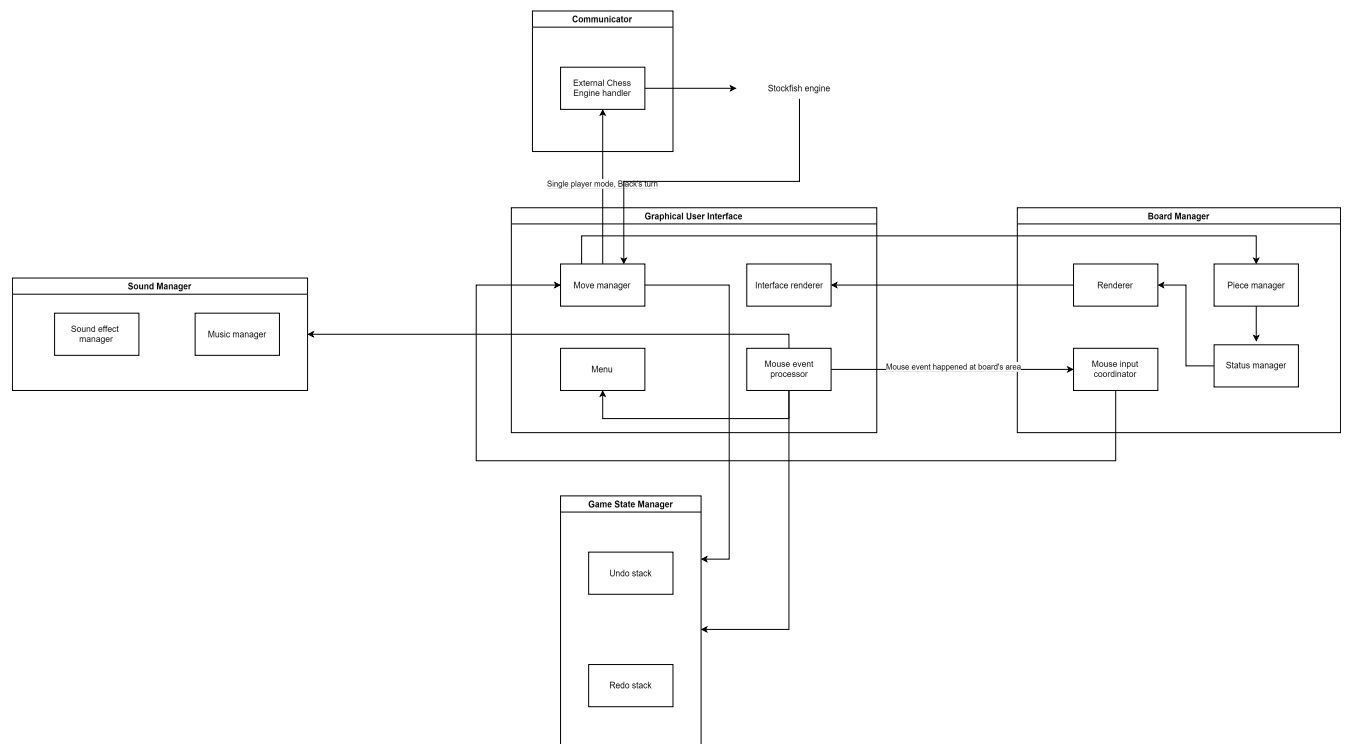 Communicator
External Chess
Engine handler
Stockfish engine
Single player mode, Black's turn
Graphical User Interface
Board Manager
Sound Manager
Move manager
Interface renderer
Renderer
Piece manager
Sound effect
manager
Music manager
Menu
Mouse event
processor
Mouse event happened at board's area
Mouse input
coordinator
Status manager
Game State Manager
Undo stack
Redo stack